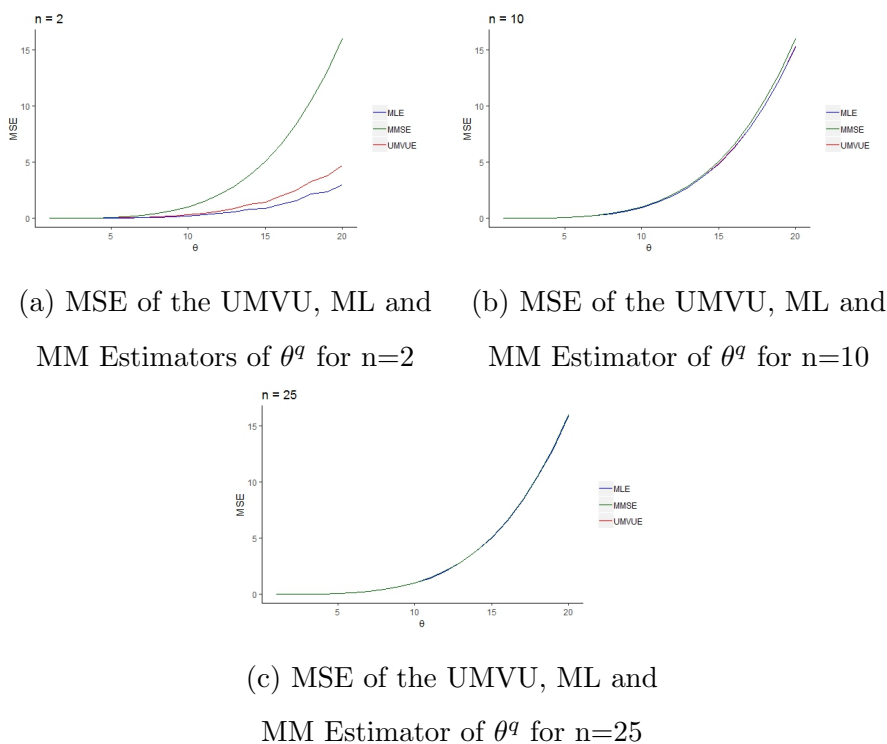 n = 2
MSE
15
10
5
0
5
10
15
20
θ
MLE
MMSE
UMVUE
n = 10
MSE
15
10
5
0
5
10
15
20
θ
MLE
MMSE
UMVUE
(a) MSE of the UMVU, ML and
MM Estimators of θ^q for n=2
(b) MSE of the UMVU, ML and
MM Estimator of θ^q for n=10
n = 25
MSE
15
10
5
0
5
10
15
20
θ
MLE
MMSE
UMVUE
(c) MSE of the UMVU, ML and
MM Estimator of θ^q for n=25